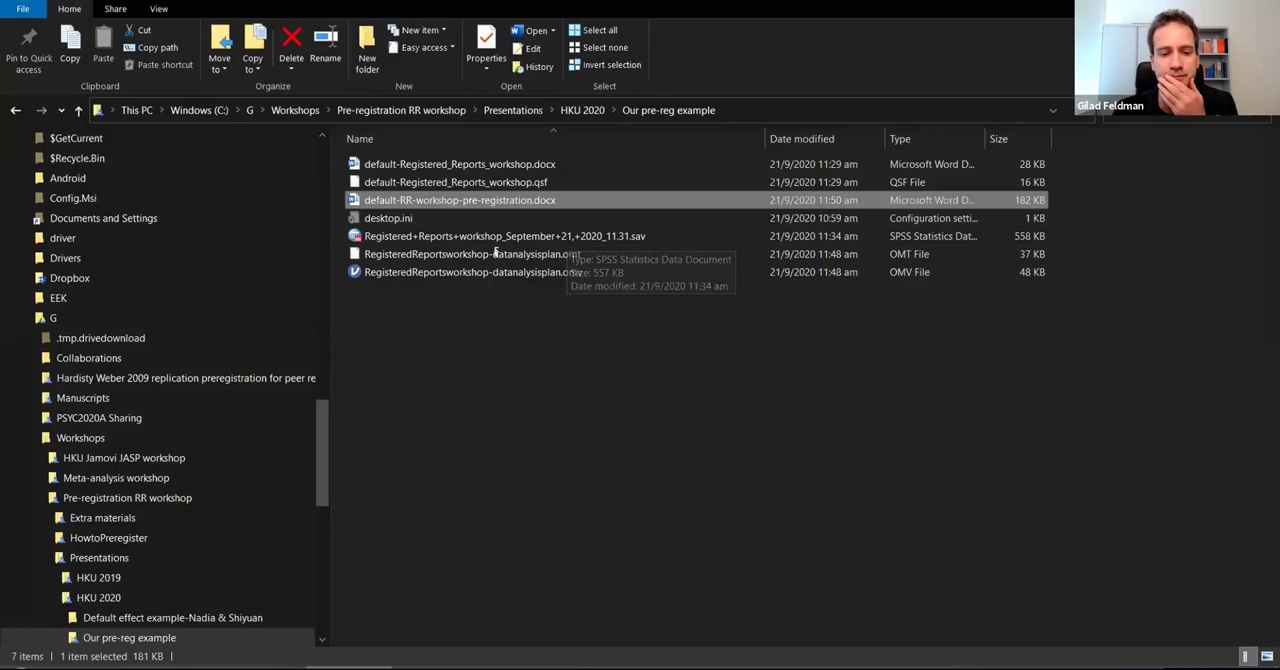 File Home Share View
Pin to Quick access
Copy
Paste
Cut
Copy path
Paste shortcut
Clipboard
Move to
Copy to
Delete
Rename
Organize
New folder
New item
Easy access
New
Properties
Open
Edit
History
Open
Select all
Select none
Invert selection
Select
Gilad Feldman
This PC > Windows (C:) > G > Workshops > Pre-registration RR workshop > Presentations > HKU 2020 > Our pre-reg example
$GetCurrent
$Recycle.Bin
Android
Config.Msi
Documents and Settings
driver
Drivers
Dropbox
EEK
G
.tmp.drivedownload
Collaborations
Hardisty Weber 2009 replication preregistration for peer re
Manuscripts
PSYC2020A Sharing
Workshops
HKU Jamovi JASP workshop
Meta-analysis workshop
Pre-registration RR workshop
Extra materials
HowtoPreregister
Presentations
HKU 2019
HKU 2020
Default effect example-Nadia & Shiyuan
Our pre-reg example
Name Date modified Type Size
default-Registered_Reports_workshop.docx 21/9/2020 11:29 am Microsoft Word D... 28 KB
default-Registered_Reports_workshop.qsf 21/9/2020 11:29 am QSF File 16 KB
default-RR-workshop-pre-registration.docx 21/9/2020 11:50 am Microsoft Word D... 182 KB
desktop.ini 21/9/2020 10:59 am Configuration setti... 1 KB
Registered+Reports+workshop_September+21,+2020_11.31.sav 21/9/2020 11:34 am SPSS Statistics Dat... 558 KB
RegisteredReportsworkshop-datanalysisplan.omt 21/9/2020 11:48 am OMT File 37 KB
RegisteredReportsworkshop-datanalysisplan.omv 21/9/2020 11:48 am OMV File 48 KB
Type: SPSS Statistics Data Document
Size: 557 KB
Date modified: 21/9/2020 11:34 am
7 items 1 item selected 181 KB